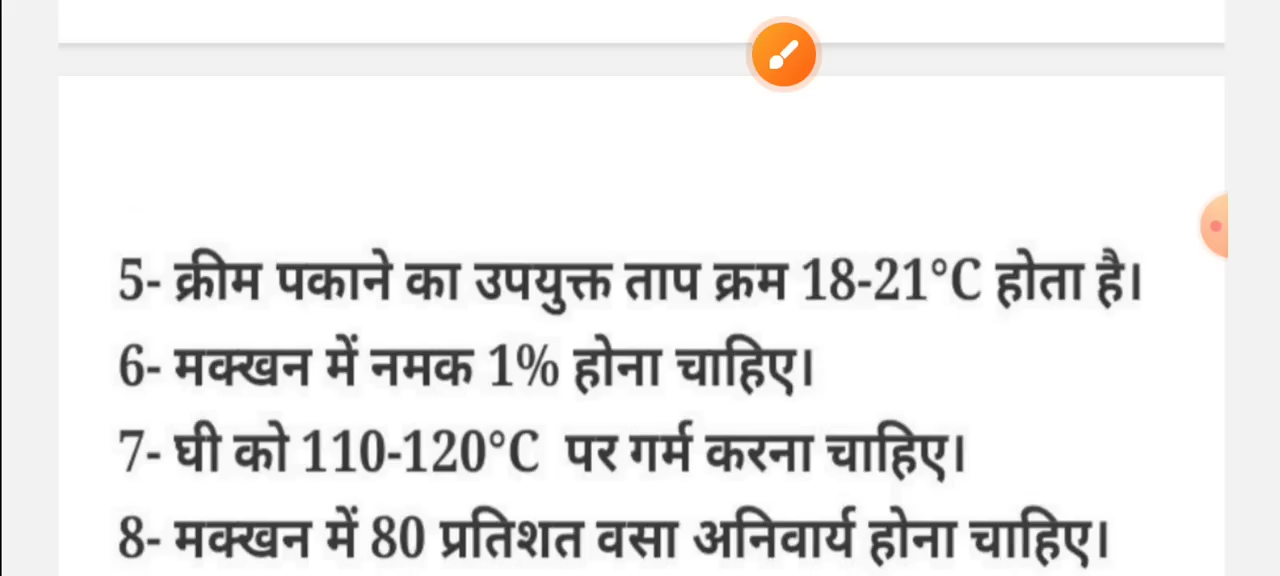 5- क्रीम पकाने का उपयुक्त ताप क्रम 18-21°C होता है।
6- मक्खन में नमक 1% होना चाहिए।
7- घी को 110-120°C पर गर्म करना चाहिए।
8- मक्खन में 80 प्रतिशत वसा अनिवार्य होना चाहिए।